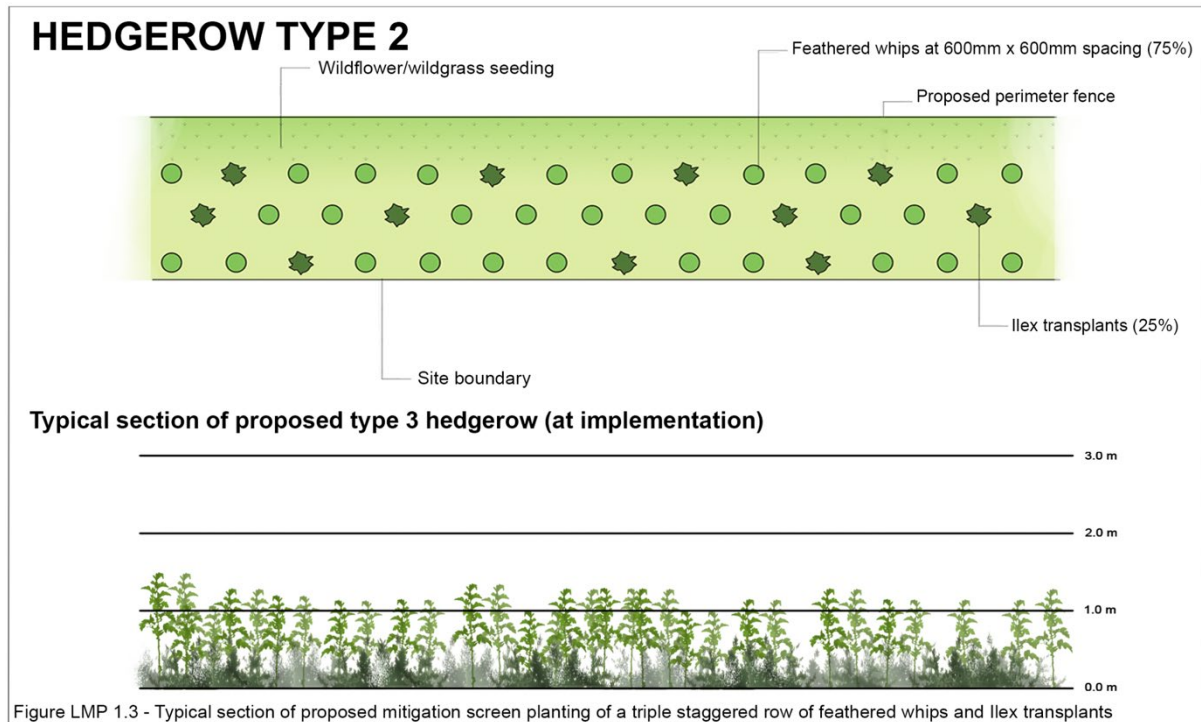 HEDGEROW TYPE 2
Feathered whips at 600mm x 600mm spacing (75%)
Wildflower/wildgrass seeding
Proposed perimeter fence
Ilex transplants (25%)
Site boundary
Typical section of proposed type 3 hedgerow (at implementation)
3.0 m
2.0 m
1.0 m
0.0 m
Figure LMP 1.3 - Typical section of proposed mitigation screen planting of a triple staggered row of feathered whips and Ilex transplants